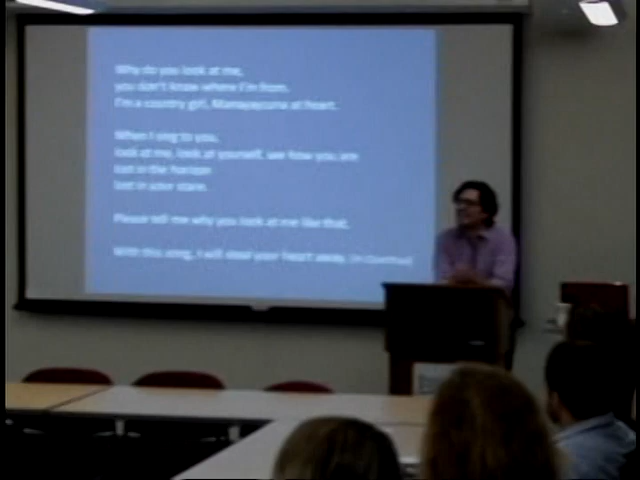 Why do you look at me,
you don't know where I'm from.
I'm a country girl, at heart.
When I sing to you,
look at me, look at yourself, see how you are
lost in the horizon
lost in your stare.
Please tell me why you look at me like that.
With this song, I will steal your heart away.